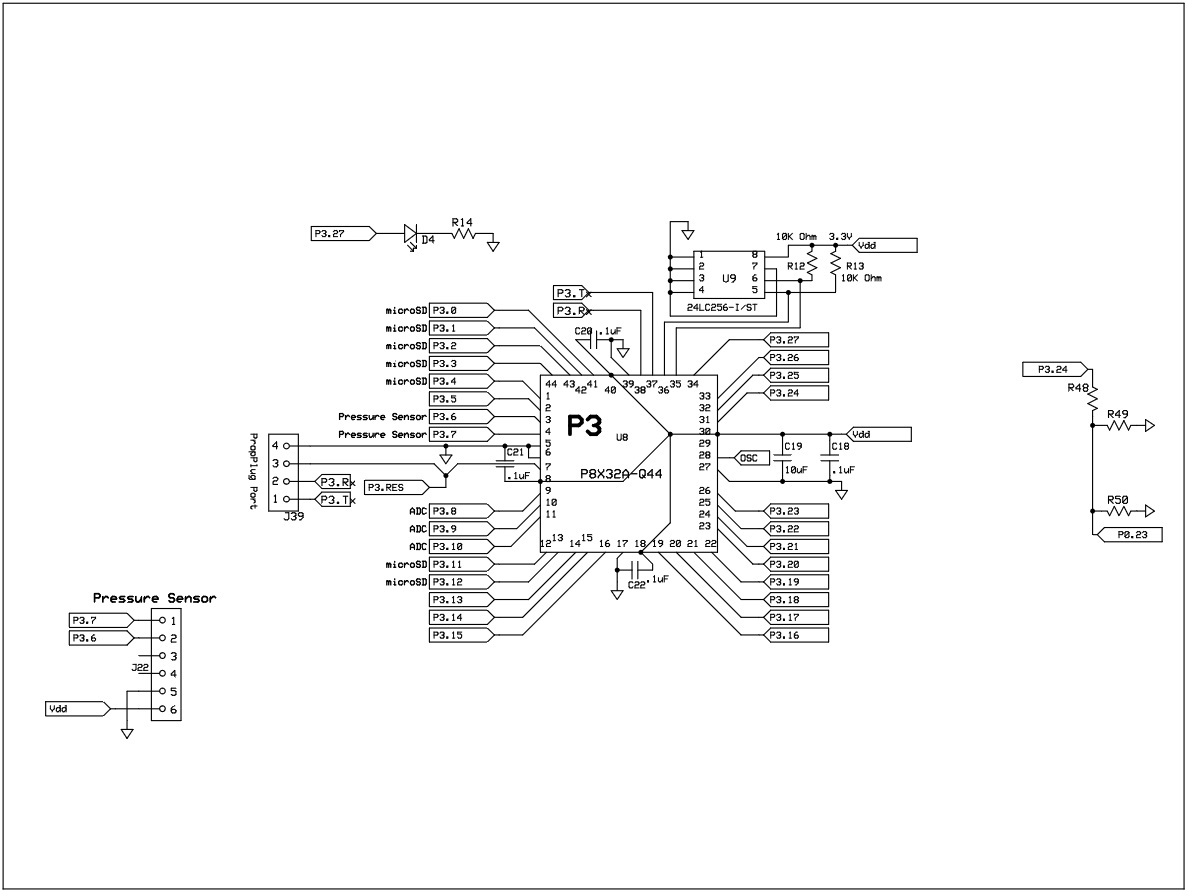 P3.27
D4
R14
1
2
3
4
8
7
6
5
U9
24LC256-I/ST
10K Ohm
3.3V
Vdd
R12
R13
10K Ohm
P3.Tx
P3.Rx
C20
.1uF
microSD P3.0
microSD P3.1
microSD P3.2
microSD P3.3
microSD P3.4
P3.5
Pressure Sensor P3.6
Pressure Sensor P3.7
P3.27
P3.26
P3.25
P3.24
44
43
42
41
40
39
38
37
36
35
34
1
2
3
4
5
6
7
8
9
10
11
33
32
31
30
29
28
27
26
25
24
23
12
13
14
15
16
17
18
19
20
21
22
P3
U8
P8X32A-Q44
Vdd
OSC
C19
10uF
C18
.1uF
C21
.1uF
C22
.1uF
PropPlug Port
4
3
2
1
P3.Rx
P3.Tx
J39
P3.RES
ADC P3.8
ADC P3.9
ADC P3.10
microSD P3.11
microSD P3.12
P3.13
P3.14
P3.15
P3.23
P3.22
P3.21
P3.20
P3.19
P3.18
P3.17
P3.16
P3.24
R48
R49
R50
P0.23
Pressure Sensor
P3.7
P3.6
Vdd
J22
1
2
3
4
5
6